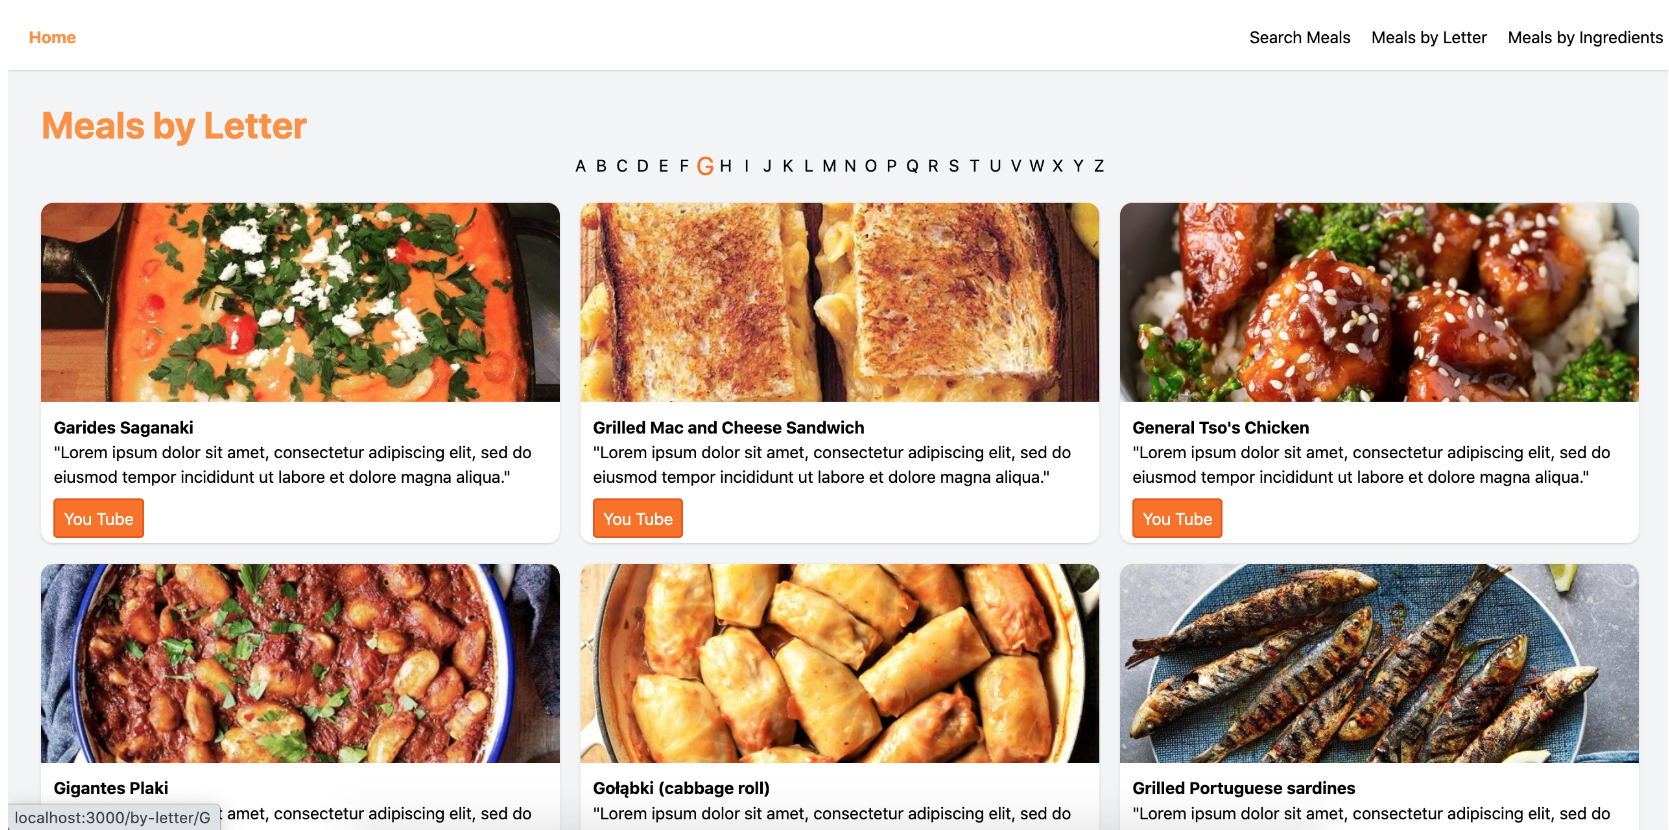 Home
Search Meals Meals by Letter Meals by Ingredients
Meals by Letter
A B C D E F G H I J K L M N O P Q R S T U V W X Y Z
Garides Saganaki
"Lorem ipsum dolor sit amet, consectetur adipiscing elit, sed do
eiusmod tempor incididunt ut labore et dolore magna aliqua."
You Tube
Grilled Mac and Cheese Sandwich
"Lorem ipsum dolor sit amet, consectetur adipiscing elit, sed do
eiusmod tempor incididunt ut labore et dolore magna aliqua."
You Tube
General Tso's Chicken
"Lorem ipsum dolor sit amet, consectetur adipiscing elit, sed do
eiusmod tempor incididunt ut labore et dolore magna aliqua."
You Tube
Gigantes Plaki
t amet, consectetur adipiscing elit, sed do
Gołąbki (cabbage roll)
"Lorem ipsum dolor sit amet, consectetur adipiscing elit, sed do
Grilled Portuguese sardines
"Lorem ipsum dolor sit amet, consectetur adipiscing elit, sed do
localhost:3000/by-letter/G